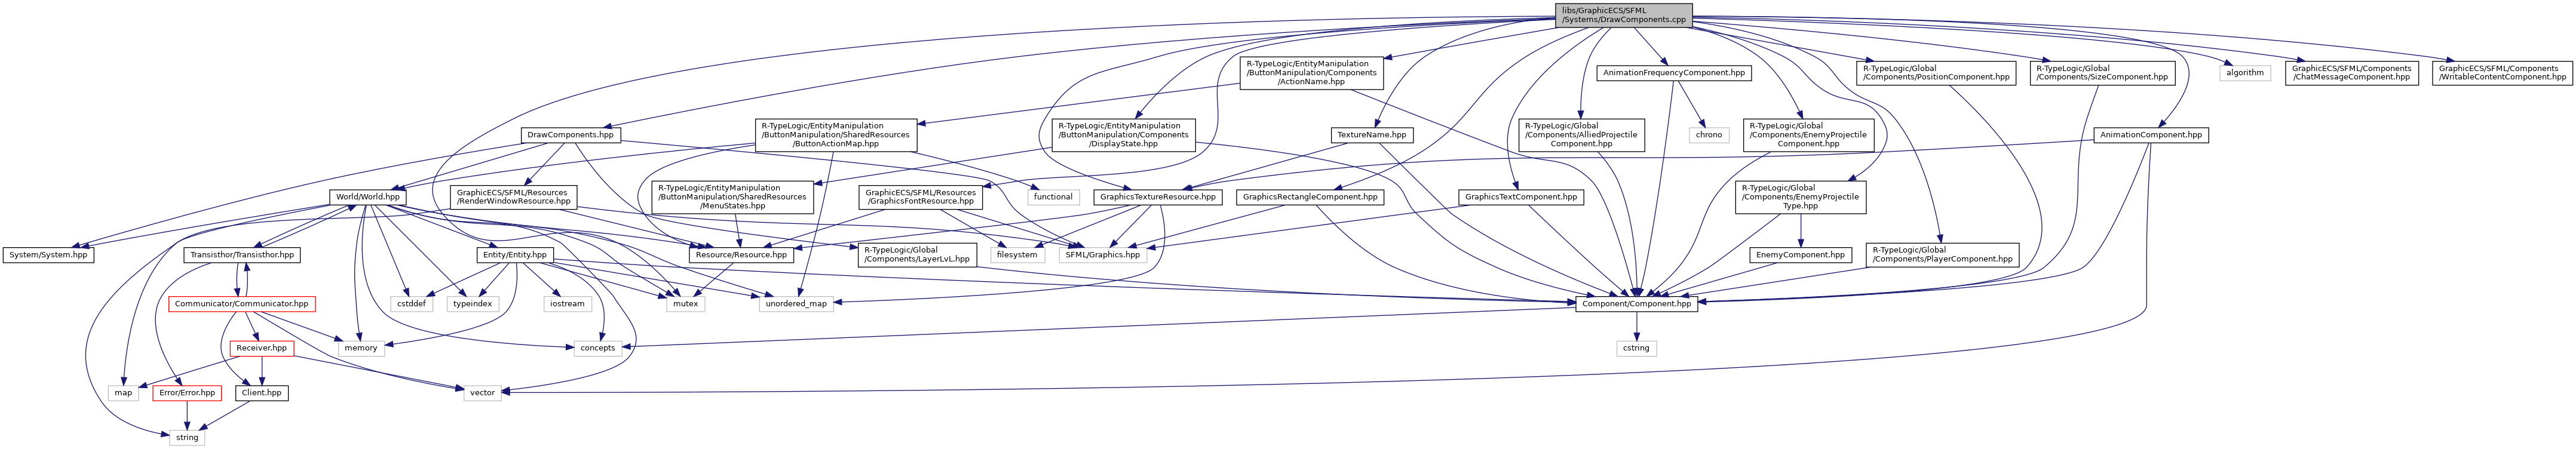 libs/GraphicECS/SFML
/Systems/DrawComponents.cpp
R-TypeLogic/EntityManipulation
/ButtonManipulation/Components
/ActionName.hpp
AnimationFrequencyComponent.hpp
R-TypeLogic/Global
/Components/PositionComponent.hpp
R-TypeLogic/Global
/Components/SizeComponent.hpp
algorithm
GraphicECS/SFML/Components
/ChatMessageComponent.hpp
GraphicECS/SFML/Components
/WritableContentComponent.hpp
DrawComponents.hpp
R-TypeLogic/EntityManipulation
/ButtonManipulation/SharedResources
/ButtonActionMap.hpp
R-TypeLogic/EntityManipulation
/ButtonManipulation/Components
/DisplayState.hpp
TextureName.hpp
R-TypeLogic/Global
/Components/AlliedProjectile
Component.hpp
chrono
R-TypeLogic/Global
/Components/EnemyProjectile
Component.hpp
AnimationComponent.hpp
World/World.hpp
GraphicECS/SFML/Resources
/RenderWindowResource.hpp
R-TypeLogic/EntityManipulation
/ButtonManipulation/SharedResources
/MenuStates.hpp
GraphicECS/SFML/Resources
/GraphicsFontResource.hpp
functional
GraphicsTextureResource.hpp
GraphicsRectangleComponent.hpp
GraphicsTextComponent.hpp
R-TypeLogic/Global
/Components/EnemyProjectile
Type.hpp
System/System.hpp
Transisthor/Transisthor.hpp
Entity/Entity.hpp
Resource/Resource.hpp
R-TypeLogic/Global
/Components/LayerLvL.hpp
filesystem
SFML/Graphics.hpp
EnemyComponent.hpp
R-TypeLogic/Global
/Components/PlayerComponent.hpp
Communicator/Communicator.hpp
cstddef
typeindex
iostream
mutex
unordered_map
Component/Component.hpp
Receiver.hpp
memory
concepts
cstring
map
Error/Error.hpp
Client.hpp
vector
string